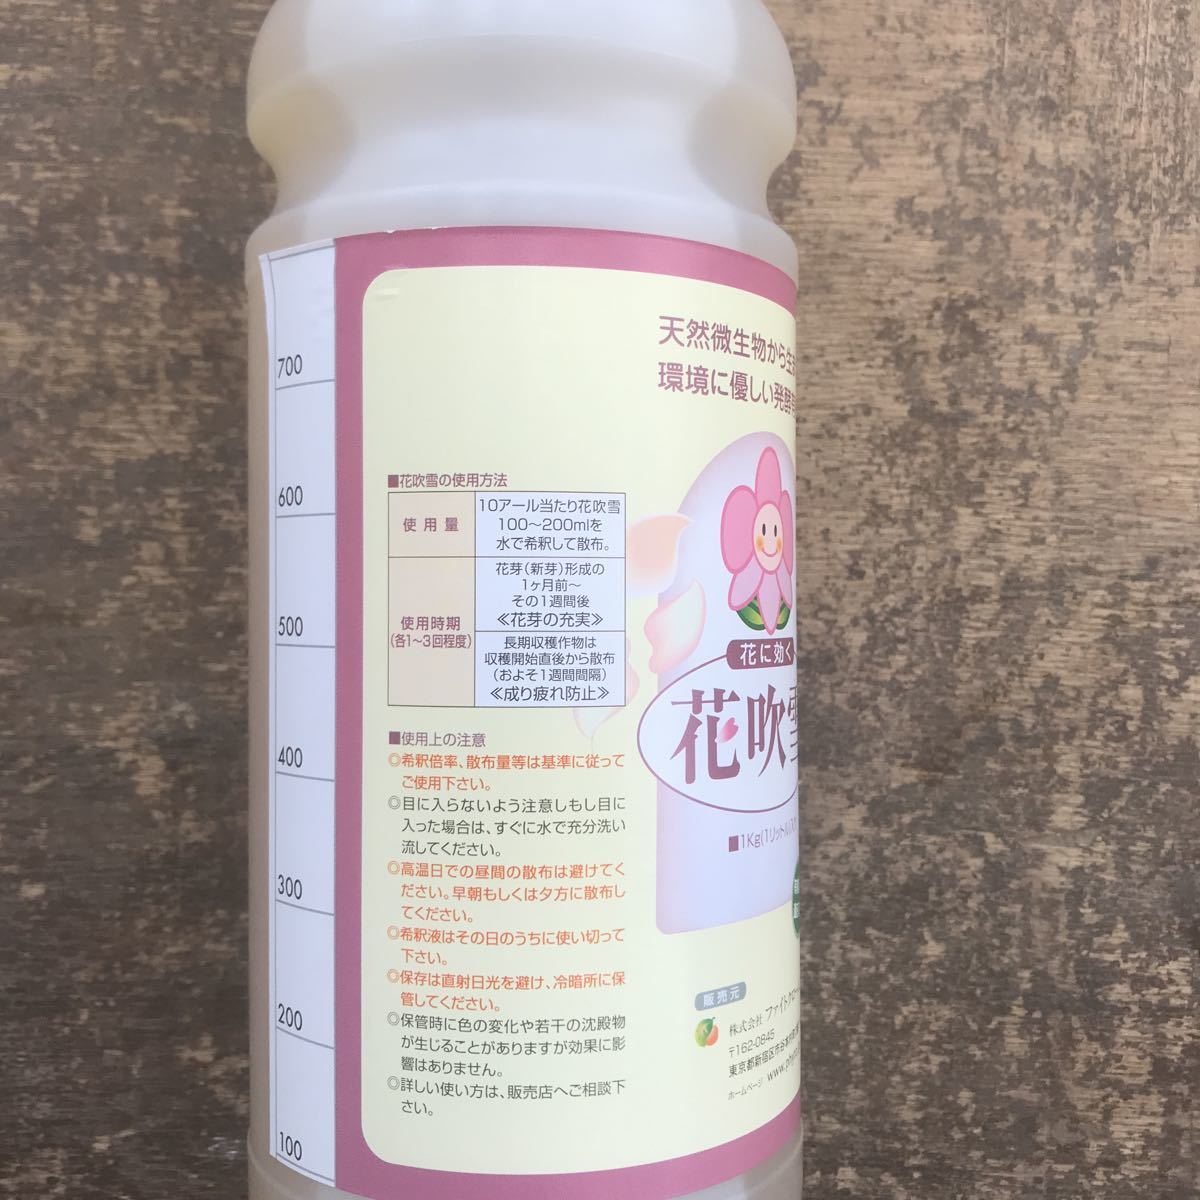 700
600
500
400
300
200
100
天然微生物から生
環境に優しい発酵
■花吹雪の使用方法
使用量
10アール当たり花吹雪
100〜200mlを
水で希釈して散布。
使用時期
(各1〜3回程度)
花芽(新芽)形成の
1ヶ月前〜
その1週間後
≪花芽の充実≫
長期収穫作物は
収穫開始直後から散布
(およそ1週間間隔)
≪成り疲れ防止≫
■使用上の注意
◎希釈倍率、散布量等は基準に従って
ご使用下さい。
◎目に入らないよう注意しもし目に
入った場合は、すぐに水で充分洗い
流してください。
◎高温日での昼間の散布は避けてく
ださい。早朝もしくは夕方に散布し
てください。
◎希釈液はその日のうちに使い切って
下さい。
◎保存は直射日光を避け、冷暗所に保
管してください。
◎保管時に色の変化や若干の沈殿物
が生じることがありますが効果に影
響はありません。
◎詳しい使い方は、販売店へご相談下
さい。
花に効く
花吹雪
■1Kg(1リットル)入
販売元
株式会社 ファイトクロー
〒162-0845
東京都新宿区市谷本村町
ホームページ www.phy